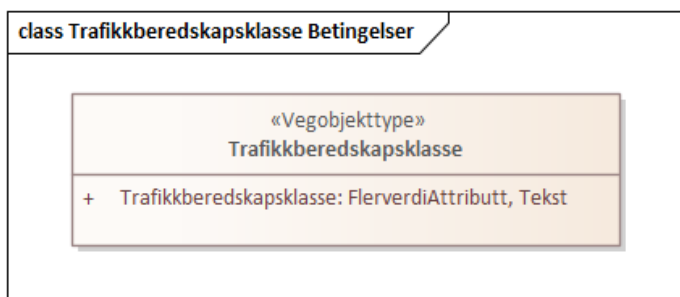 class Trafikkberedskapsklasse Betingelser
«Vegobjekttype»
Trafikkberedskapsklasse
+ Trafikkberedskapsklasse: FlerverdiAttributt, Tekst